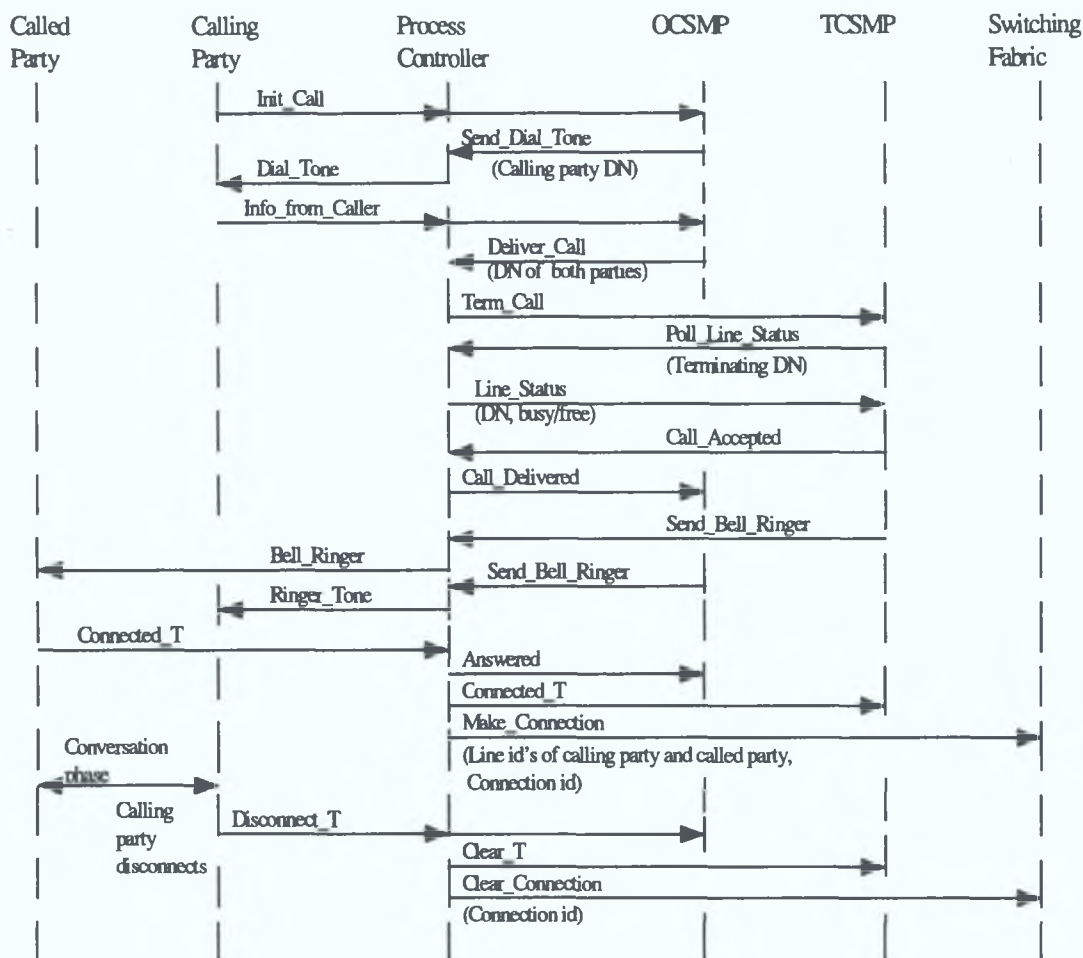 Called Party
Calling Party
Process Controller
OCSMP
TCSMP
Switching Fabric
Init_Call
Send_Dial_Tone
(Calling party DN)
Dial_Tone
Info_from_Caller
Deliver_Call
(DN of both parties)
Term_Call
Poll_Line_Status
(Terminating DN)
Line_Status
(DN, busy/free)
Call_Accepted
Call_Delivered
Send_Bell_Ringer
Bell_Ringer
Send_Bell_Ringer
Ringer_Tone
Connected_T
Answered
Connected_T
Make_Connection
(Line id's of calling party and called party,
Connection id)
Conversation
phase
Calling
party
disconnects
Disconnect_T
Clear_T
Clear_Connection
(Connection id)